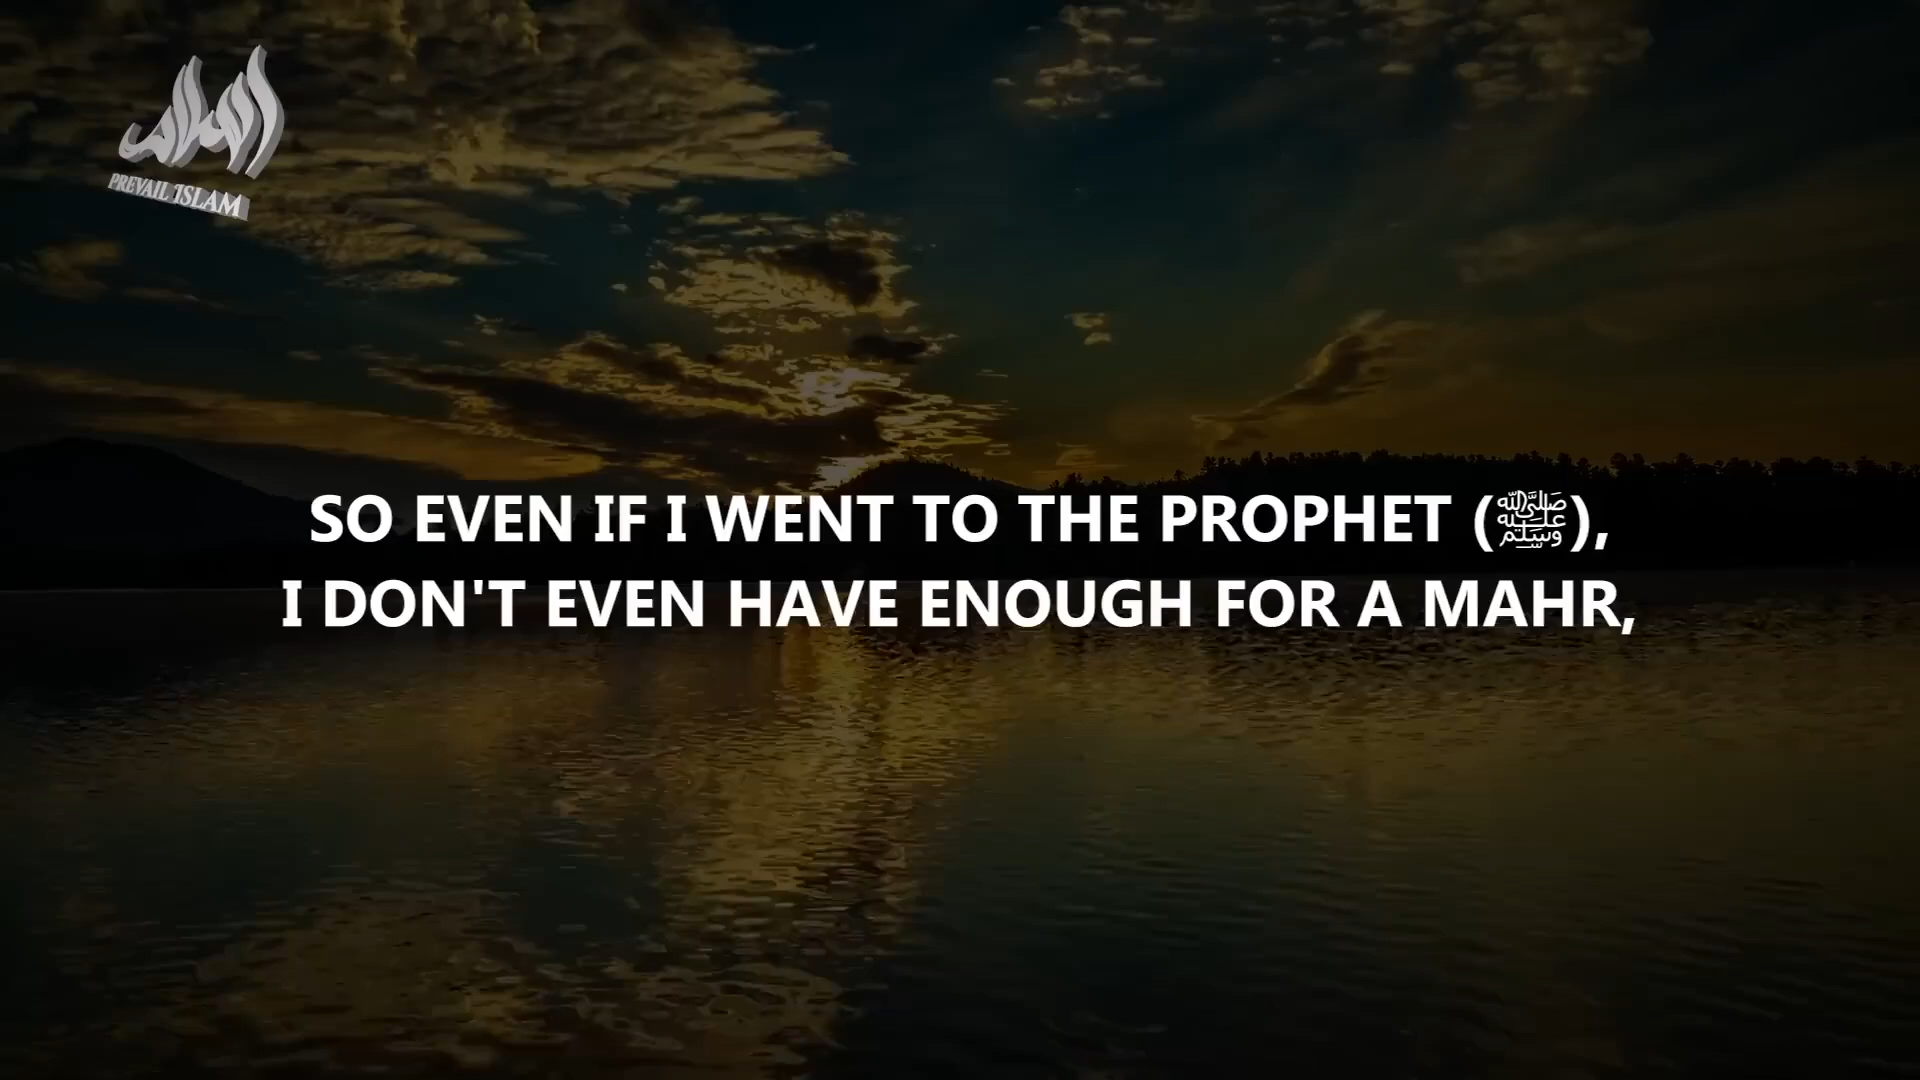 السلام
PREVAIL ISLAM
SO EVEN IF I WENT TO THE PROPHET (ﷺ),
I DON'T EVEN HAVE ENOUGH FOR A MAHR,